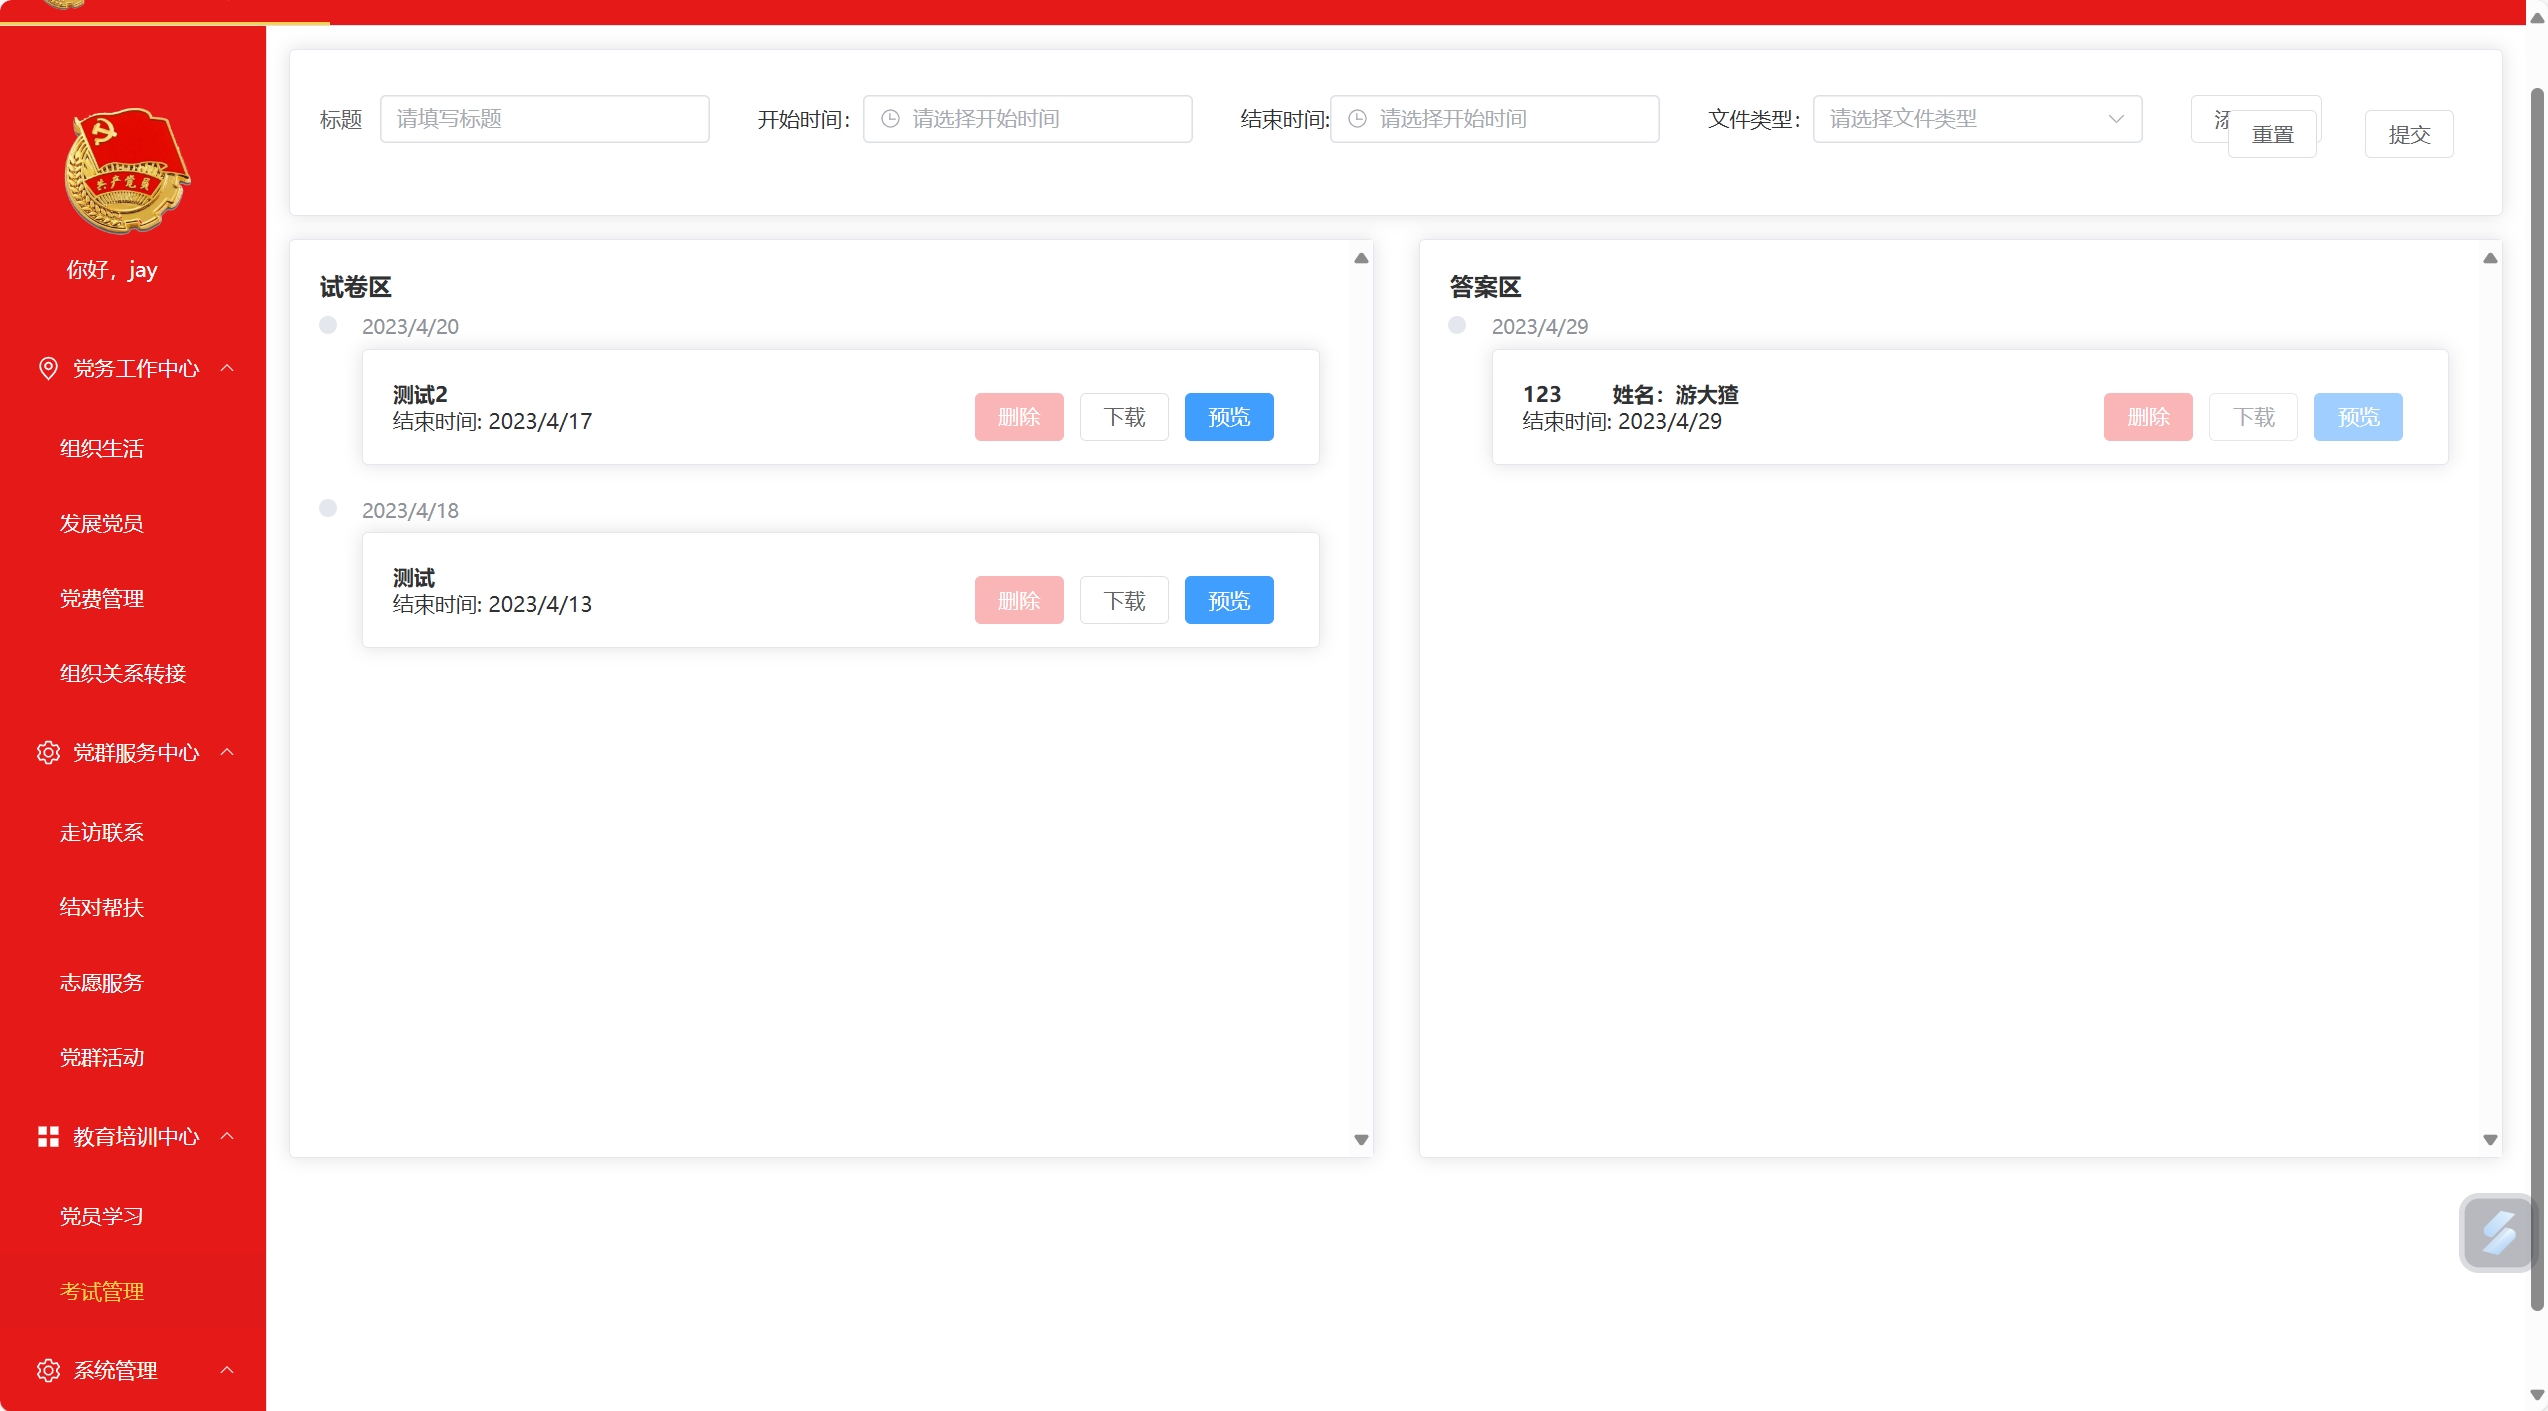 共产党员
你好，jay
党务工作中心
组织生活
发展党员
党费管理
组织关系转接
党群服务中心
走访联系
结对帮扶
志愿服务
党群活动
教育培训中心
党员学习
考试管理
系统管理
标题 请填写标题 开始时间： 请选择开始时间 结束时间: 请选择开始时间 文件类型： 请选择文件类型 重置 提交
试卷区
2023/4/20
测试2
结束时间: 2023/4/17
删除 下载 预览
2023/4/18
测试
结束时间: 2023/4/13
删除 下载 预览
答案区
2023/4/29
123 姓名：游大猹
结束时间: 2023/4/29
删除 下载 预览